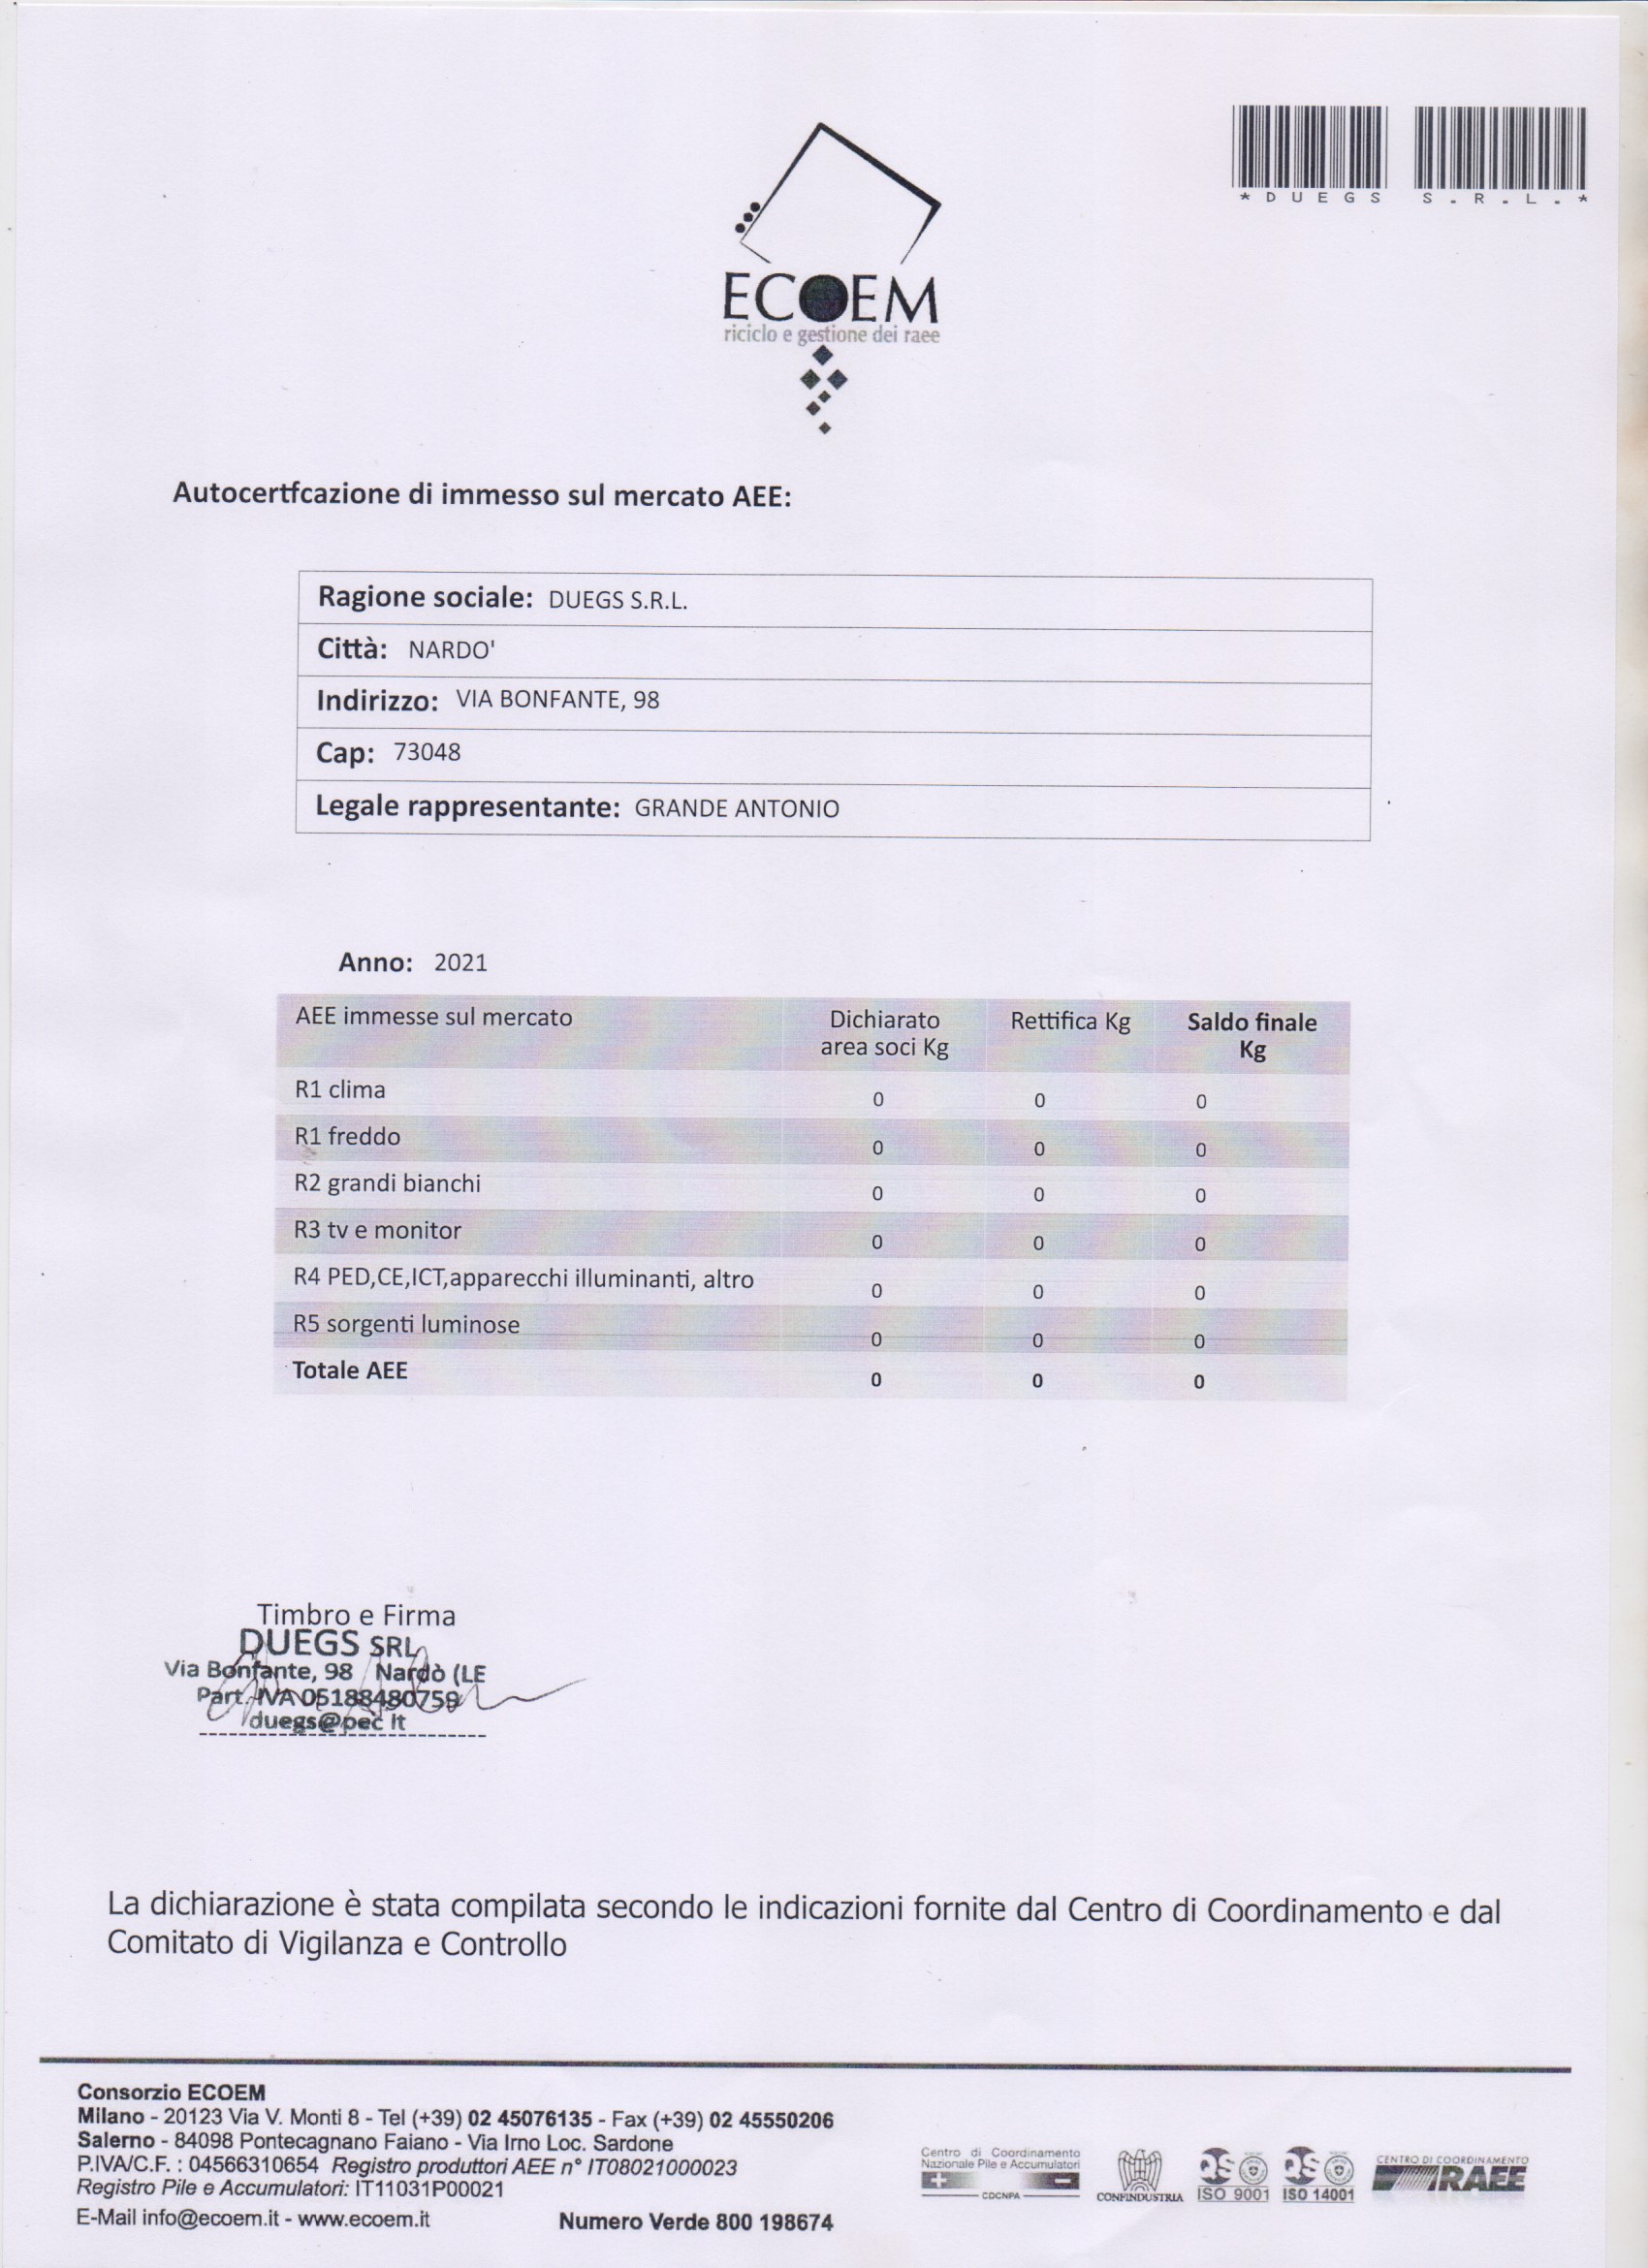 *DUEGS S.R.L.*
ECOEM
riciclo e gestione dei raee
Autocertfcazione di immesso sul mercato AEE:
Ragione sociale: DUEGS S.R.L.
Città: NARDO'
Indirizzo: VIA BONFANTE, 98
Cap: 73048
Legale rappresentante: GRANDE ANTONIO
Anno: 2021
AEE immesse sul mercato Dichiarato area soci Kg Rettifica Kg Saldo finale Kg
R1 clima 0 0 0
R1 freddo 0 0 0
R2 grandi bianchi 0 0 0
R3 tv e monitor 0 0 0
R4 PED,CE,ICT,apparecchi illuminanti, altro 0 0 0
R5 sorgenti luminose 0 0 0
Totale AEE 0 0 0
Timbro e Firma
DUEGS SRL
Via Bonfante, 98 Nardò (LE
Part. IVA 05188480759
duegs@pec it
La dichiarazione è stata compilata secondo le indicazioni fornite dal Centro di Coordinamento e dal
Comitato di Vigilanza e Controllo
Consorzio ECOEM
Milano - 20123 Via V. Monti 8 - Tel (+39) 02 45076135 - Fax (+39) 02 45550206
Salerno - 84098 Pontecagnano Faiano - Via Irno Loc. Sardone
P.IVA/C.F. : 04566310654 Registro produttori AEE n° IT08021000023
Registro Pile e Accumulatori: IT11031P00021
E-Mail info@ecoem.it - www.ecoem.it Numero Verde 800 198674
Centro di Coordinamento
Nazionale Pile e Accumulatori
CDCNPA
CONFINDUSTRIA
QS ISO 9001
QS ISO 14001
CENTRO DI COORDINAMENTO
RAEE